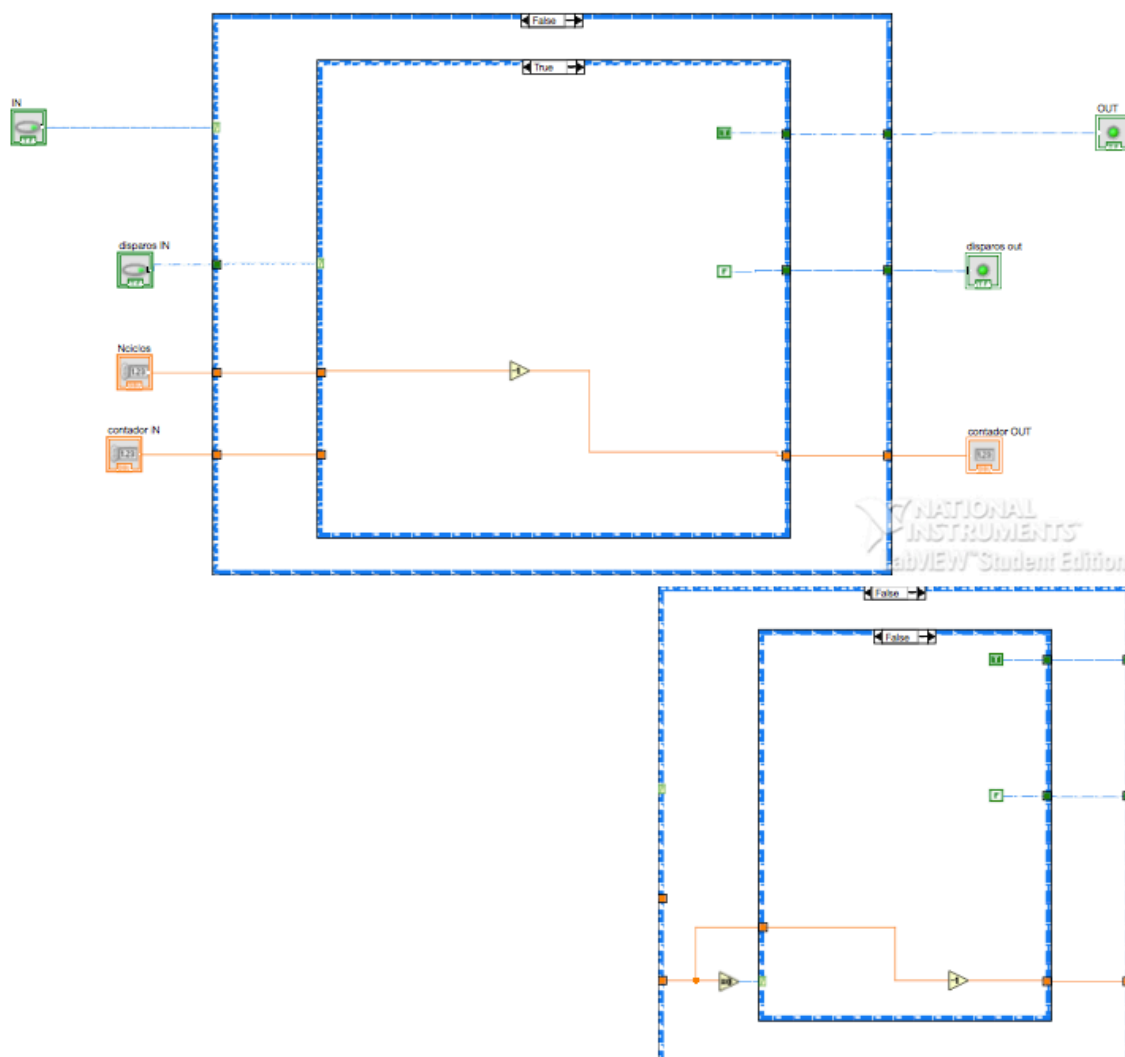 False
True
IN
OUT
disparos IN
disparos out
Nciclos
contador IN
contador OUT
NATIONAL
INSTRUMENTS
LabVIEW™ Student Edition
False
False